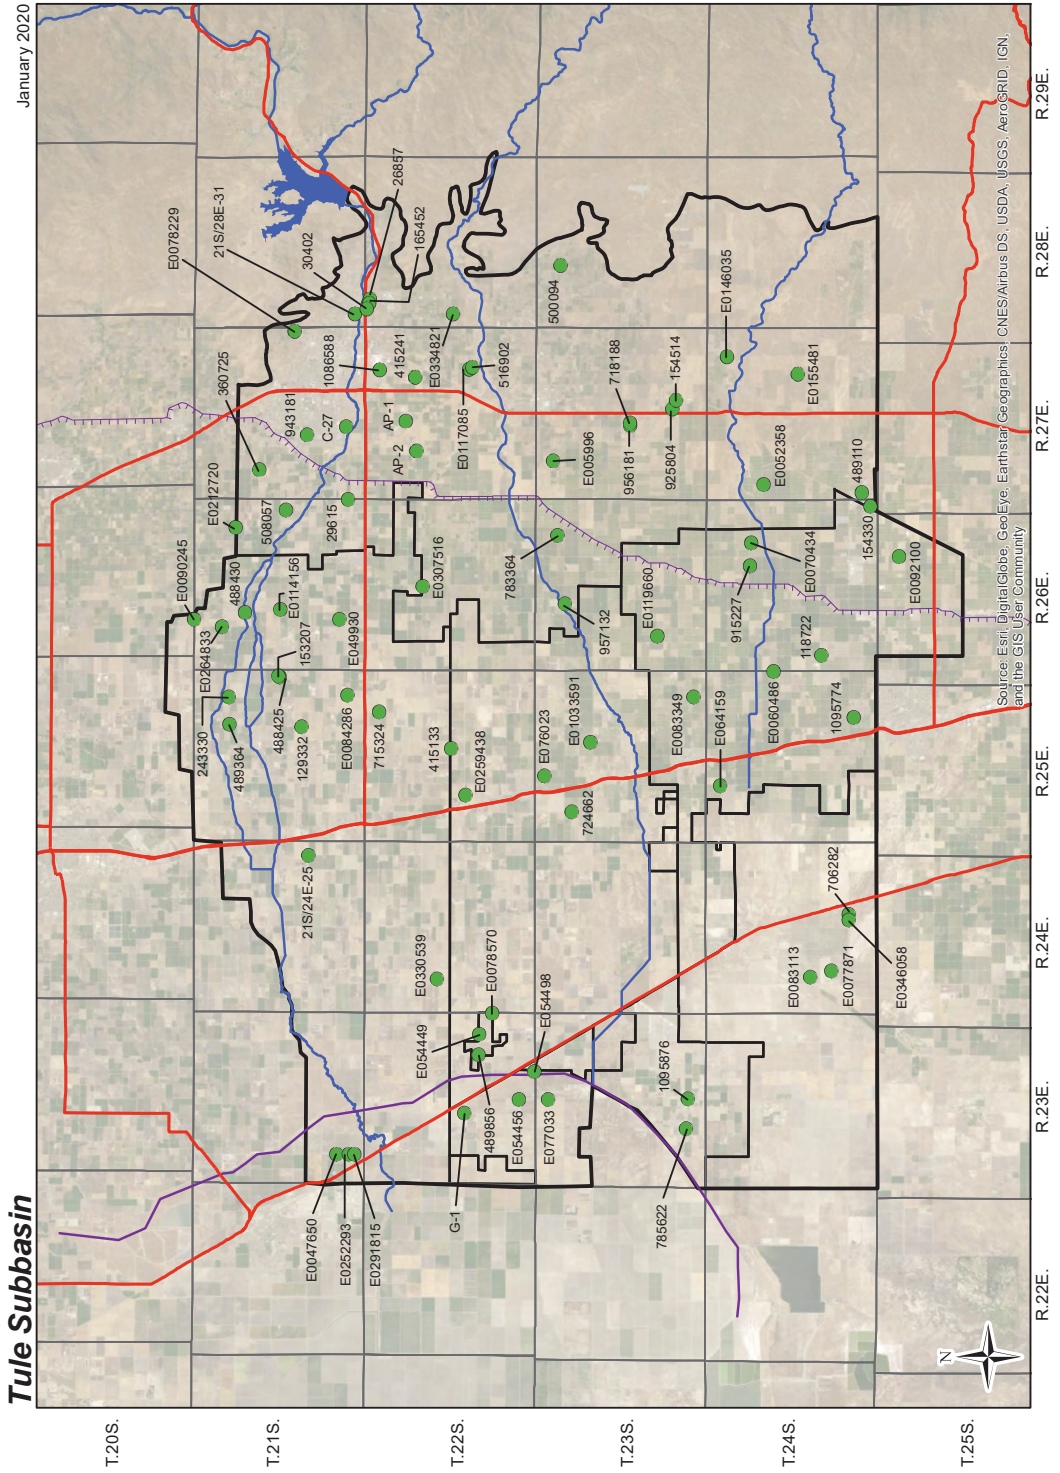 Tule Subbasin
January 2020
T.20S.
T.21S.
T.22S.
T.23S.
T.24S.
T.25S.
R.22E.
R.23E.
R.24E.
R.25E.
R.26E.
R.27E.
R.28E.
R.29E.
E0078229
21S/28E-31
30402
26857
165452
360725
943181
C-27
1086588
415241
AP-1
AP-2
E0334821
E0117085
516902
500094
E0212720
508057
29615
E0090245
488430
E0114156
E0264833
153207
E049930
E0307516
243330
489364
488425
129332
E0084286
715324
415133
E0259438
E076023
724662
E01033591
783364
957132
E005996
956181
718188
925804
154514
E0146035
E0155481
E0052358
489110
154330
E0092100
E0070434
915227
E0119660
118722
E0060486
1095774
E0083349
E064159
21S/24E-25
E0330539
E0078570
E054449
E054498
489856
E054456
E077033
G-1
E0047650
E0252293
E0291815
785622
1095876
E0083113
E0077871
E0346058
706282
N
Source: Esri, DigitalGlobe, GeoEye, Earthstar Geographics, CNES/Airbus DS, USDA, USGS, AeroGRID, IGN,
and the GIS User Community